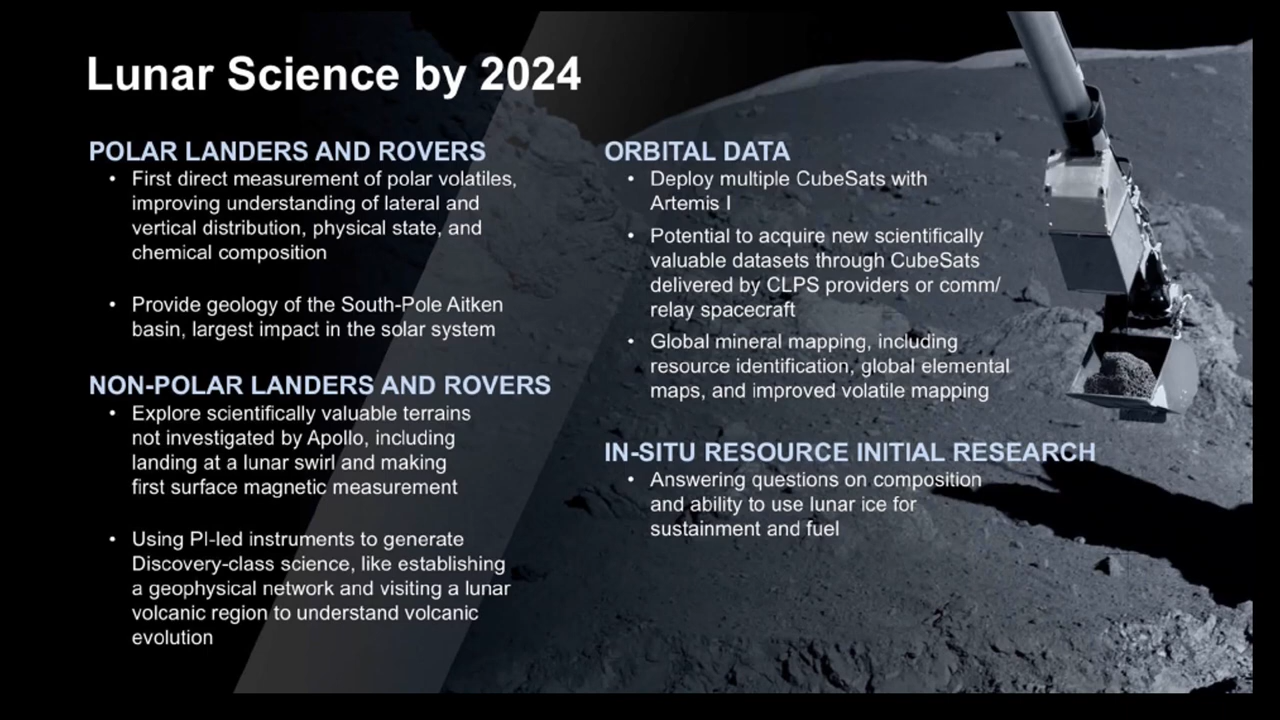 Lunar Science by 2024
POLAR LANDERS AND ROVERS
• First direct measurement of polar volatiles,
improving understanding of lateral and
vertical distribution, physical state, and
chemical composition
• Provide geology of the South-Pole Aitken
basin, largest impact in the solar system
NON-POLAR LANDERS AND ROVERS
• Explore scientifically valuable terrains
not investigated by Apollo, including
landing at a lunar swirl and making
first surface magnetic measurement
• Using PI-led instruments to generate
Discovery-class science, like establishing
a geophysical network and visiting a lunar
volcanic region to understand volcanic
evolution
ORBITAL DATA
• Deploy multiple CubeSats with
Artemis I
• Potential to acquire new scientifically
valuable datasets through CubeSats
delivered by CLPS providers or comm/
relay spacecraft
• Global mineral mapping, including
resource identification, global elemental
maps, and improved volatile mapping
IN-SITU RESOURCE INITIAL RESEARCH
• Answering questions on composition
and ability to use lunar ice for
sustainment and fuel